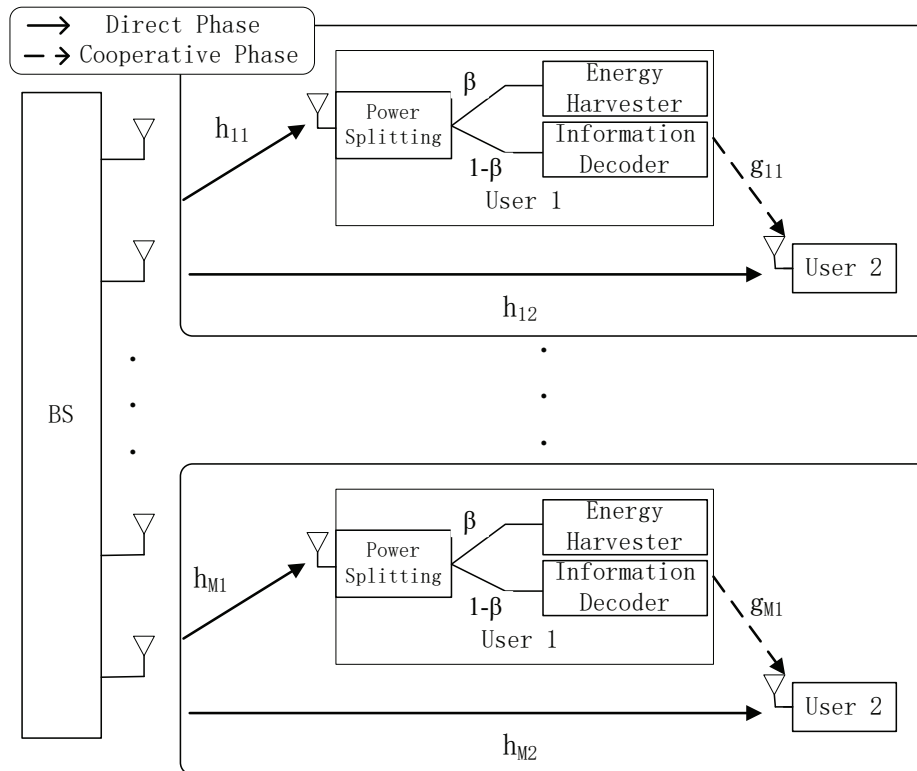 Direct Phase
Cooperative Phase
BS
h11
Power
Splitting
β
1-β
Energy
Harvester
Information
Decoder
User 1
g11
User 2
h12
hM1
Power
Splitting
β
1-β
Energy
Harvester
Information
Decoder
User 1
gM1
User 2
hM2